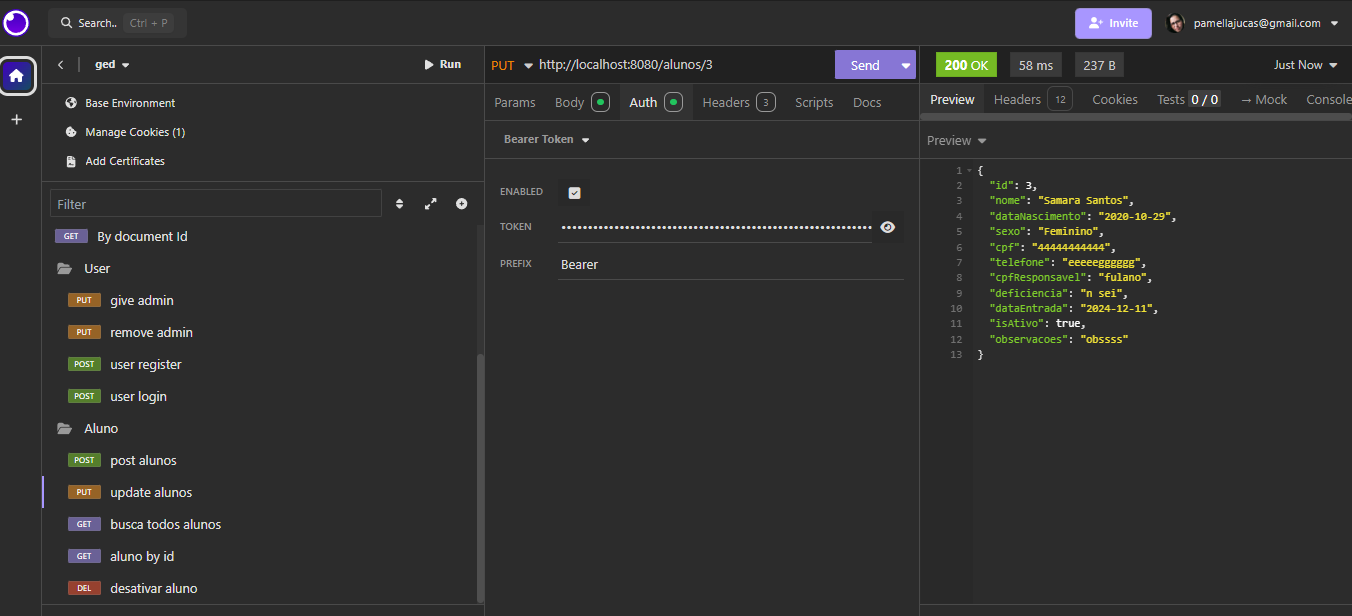 Search.. Ctrl + P
Invite
pamellajucas@gmail.com
ged
Run
Base Environment
Manage Cookies (1)
Add Certificates
Filter
GET By document Id
User
PUT give admin
PUT remove admin
POST user register
POST user login
Aluno
POST post alunos
PUT update alunos
GET busca todos alunos
GET aluno by id
DEL desativar aluno
PUT http://localhost:8080/alunos/3 Send
Params Body Auth Headers 3 Scripts Docs
Bearer Token
ENABLED
TOKEN ••••••••••••••••••••••••••••••••••••••••••••••••••••••••••
PREFIX Bearer
200 OK 58 ms 237 B Just Now
Preview Headers 12 Cookies Tests 0 / 0 → Mock Console
Preview
1 {
2 "id": 3,
3 "nome": "Samara Santos",
4 "dataNascimento": "2020-10-29",
5 "sexo": "Feminino",
6 "cpf": "44444444444",
7 "telefone": "eeeeegggggg",
8 "cpfResponsavel": "fulano",
9 "deficiencia": "n sei",
10 "dataEntrada": "2024-12-11",
11 "isAtivo": true,
12 "observacoes": "obssss"
13 }